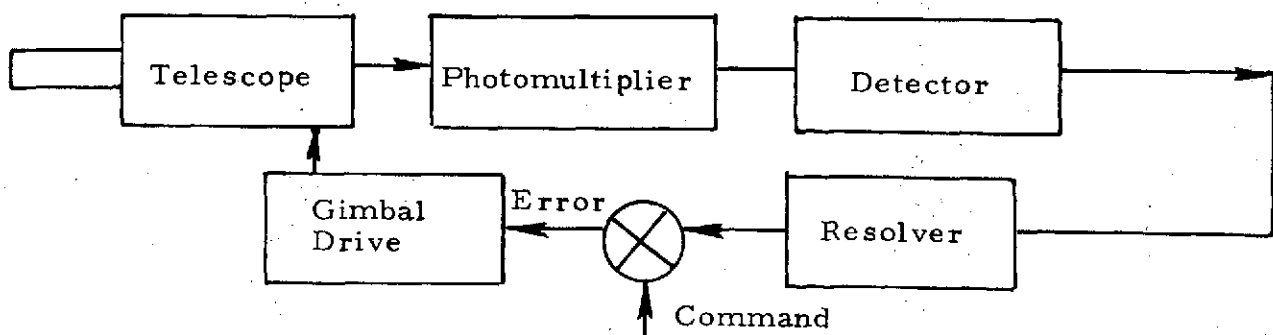 Telescope
Photomultiplier
Detector
Gimbal
Drive
Error
Resolver
Command